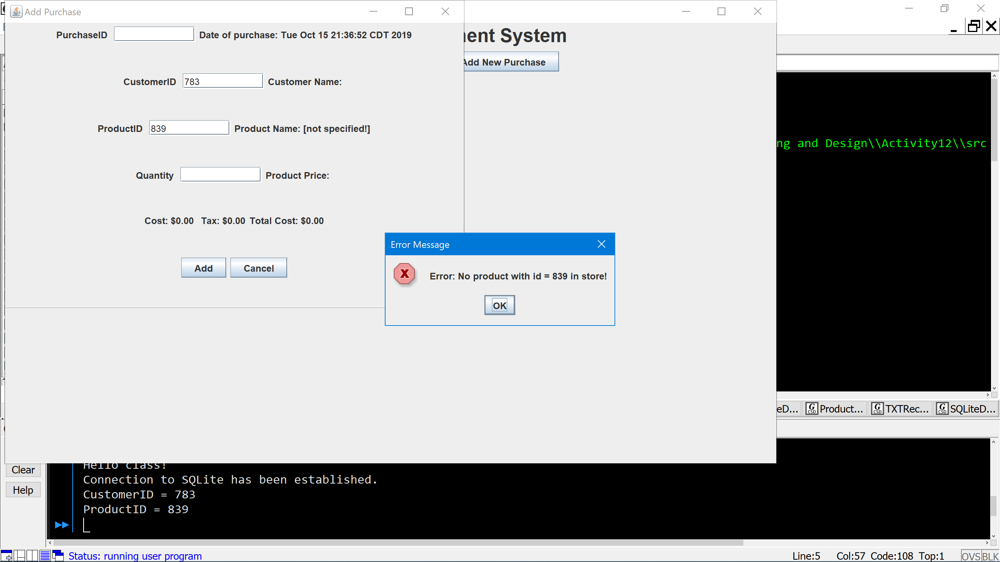 Add Purchase
PurchaseID Date of purchase: Tue Oct 15 21:36:52 CDT 2019
ent System
Add New Purchase
CustomerID 783 Customer Name:
ProductID 839 Product Name: [not specified!]
ng and Design\\Activity12\\src
Quantity Product Price:
Cost: $0.00 Tax: $0.00 Total Cost: $0.00
Add Cancel
Error Message
Error: No product with id = 839 in store!
OK
eD... Product... TXTRec... SQLiteD...
Hello class!
Clear
Connection to SQLite has been established.
Help
CustomerID = 783
ProductID = 839
Status: running user program
Line:5 Col:57 Code:108 Top:1 OVS BLK